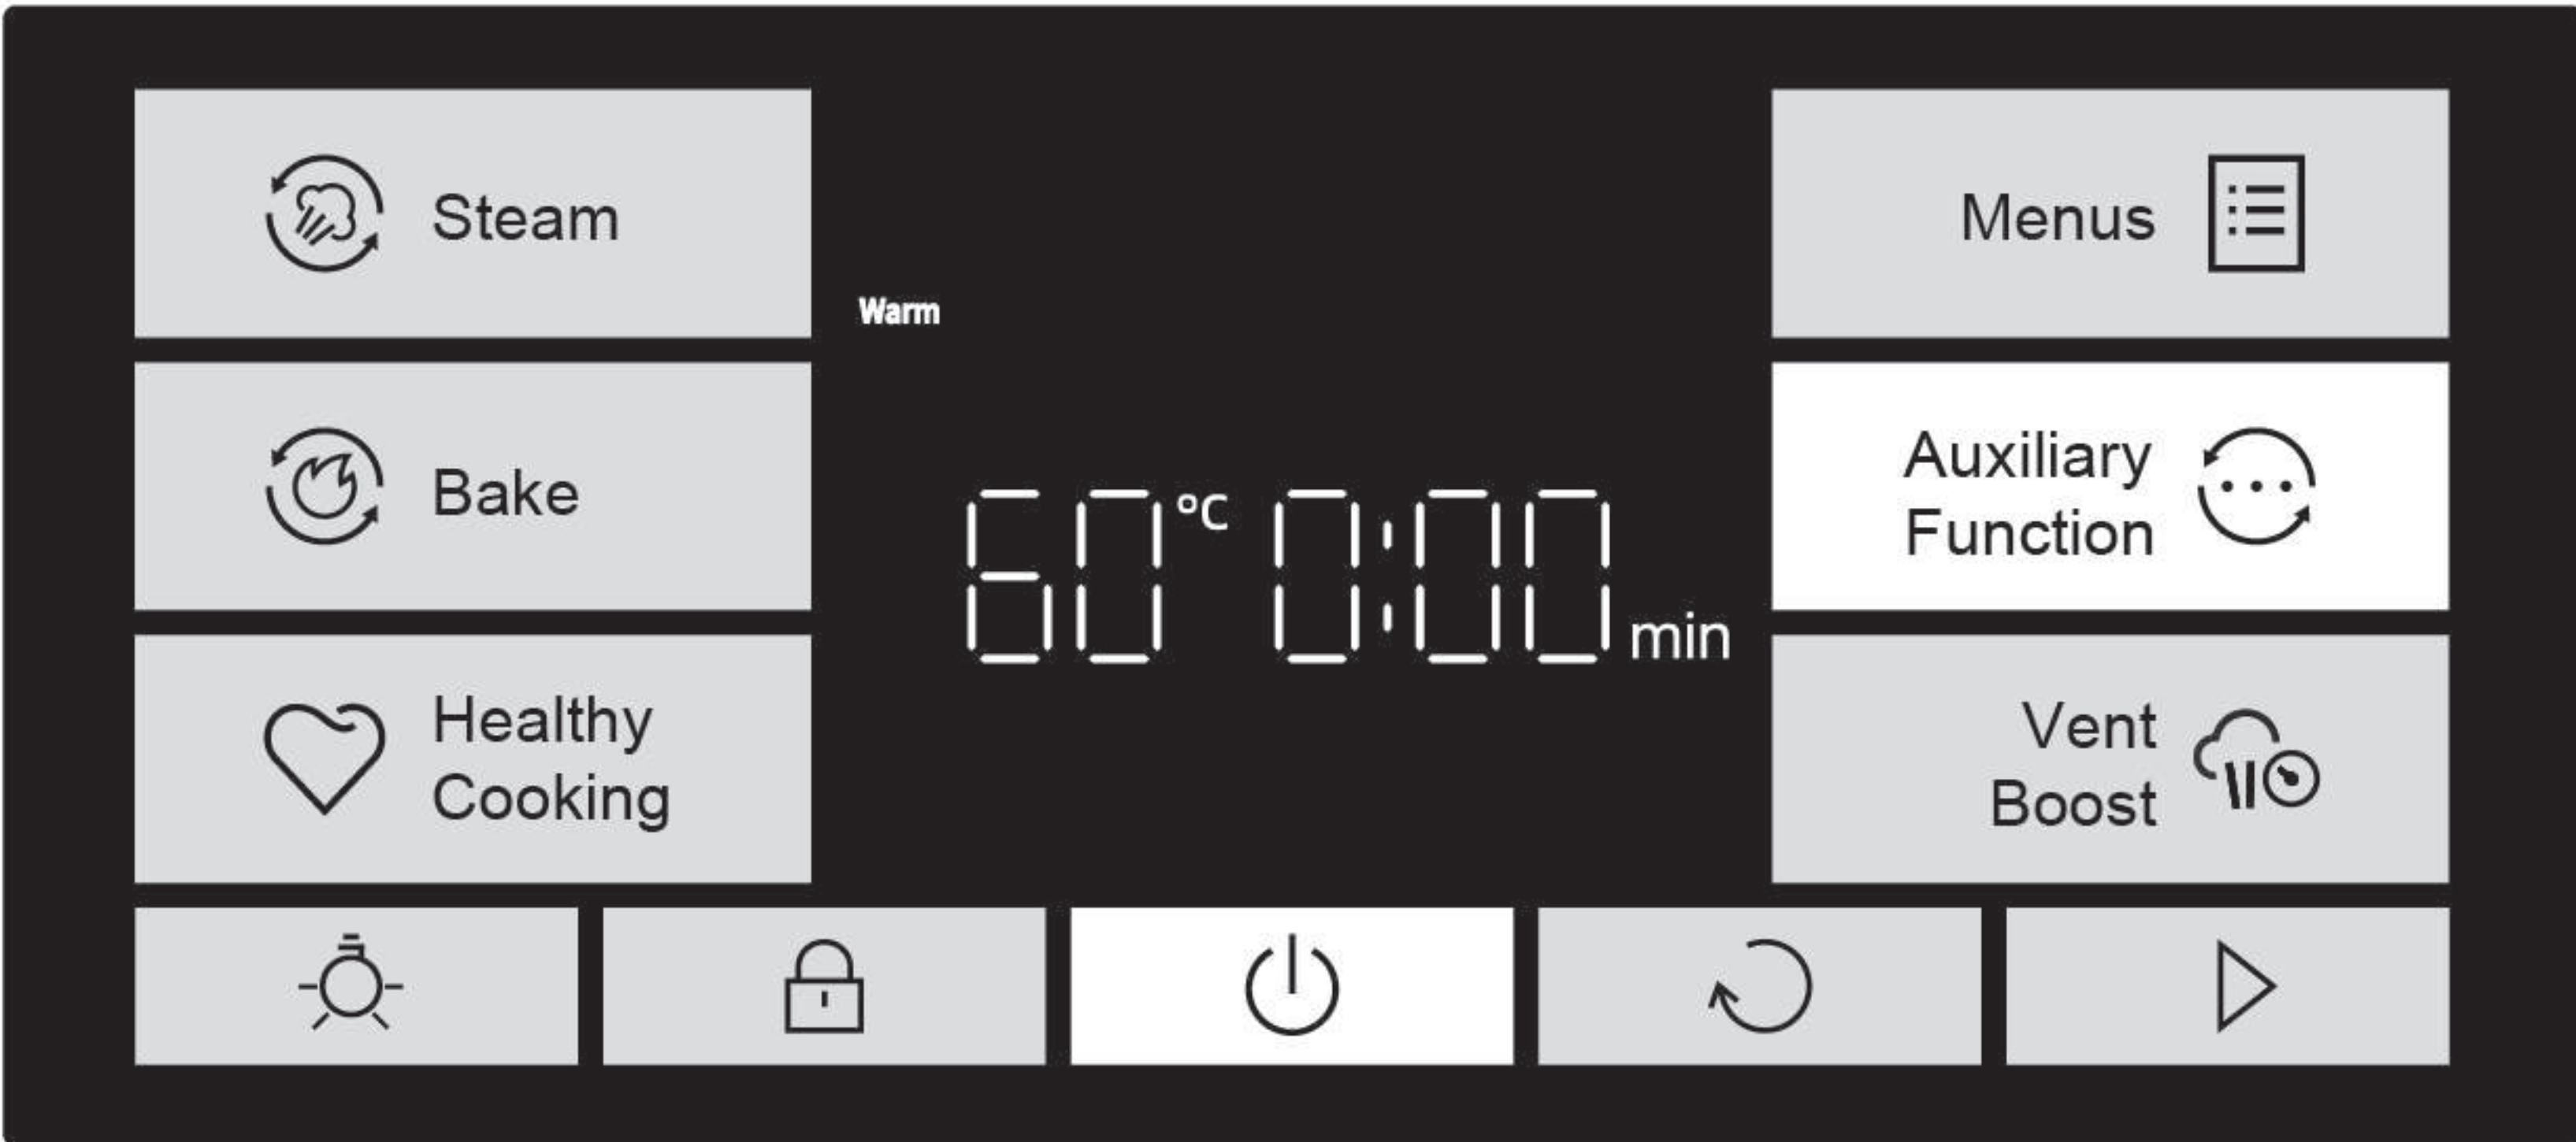 Steam
Menus
Warm
Bake
Auxiliary
Function
60°C 0:00 min
Healthy
Cooking
Vent
Boost